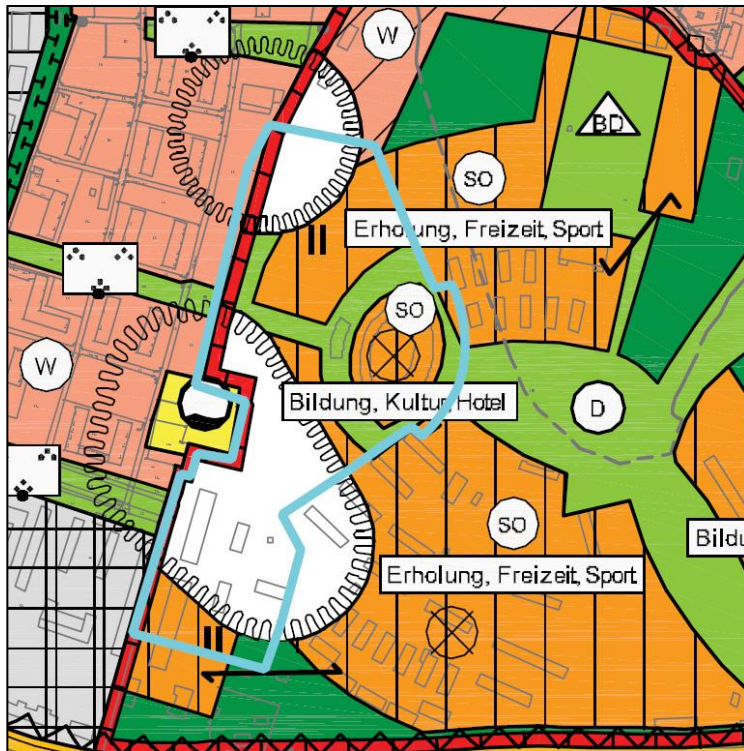 W
BD
SO
Erholung, Freizeit, Sport
II
SO
W
Bildung, Kultur, Hotel
D
SO
Bildu
Erholung, Freizeit, Sport
II